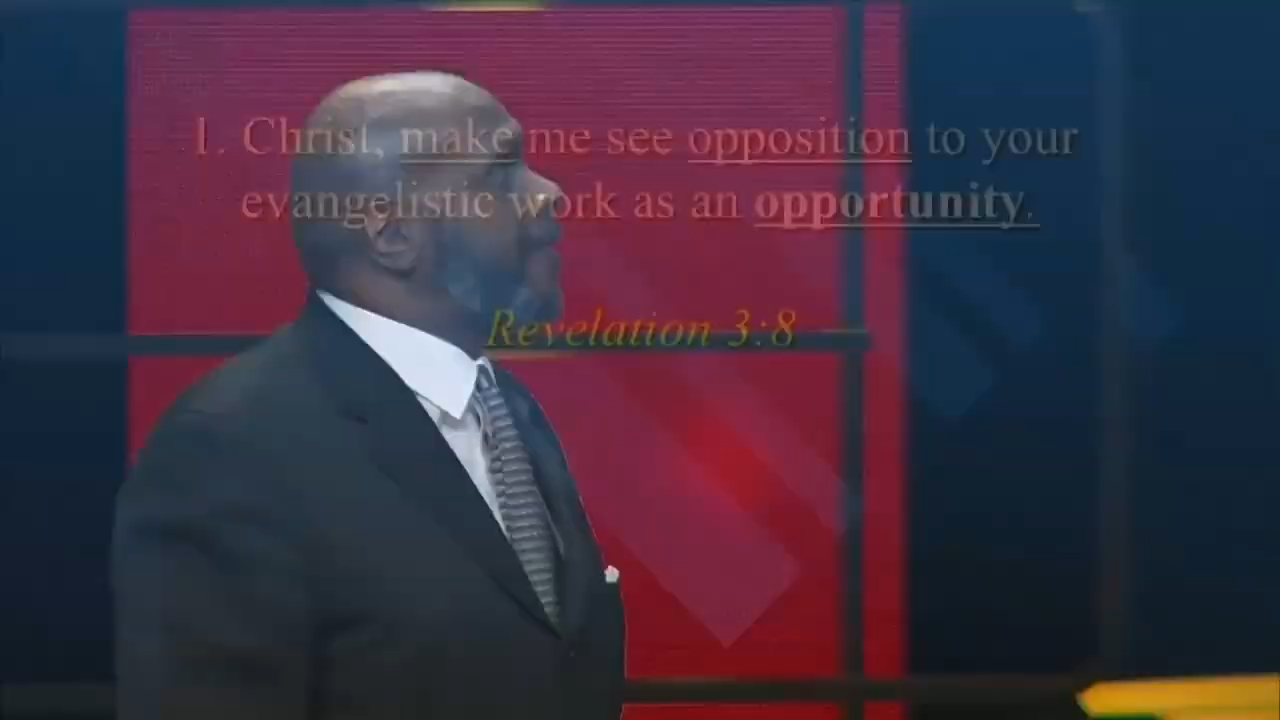 1. Christ, make me see opposition to your
evangelistic work as an opportunity.
Revelation 3:8